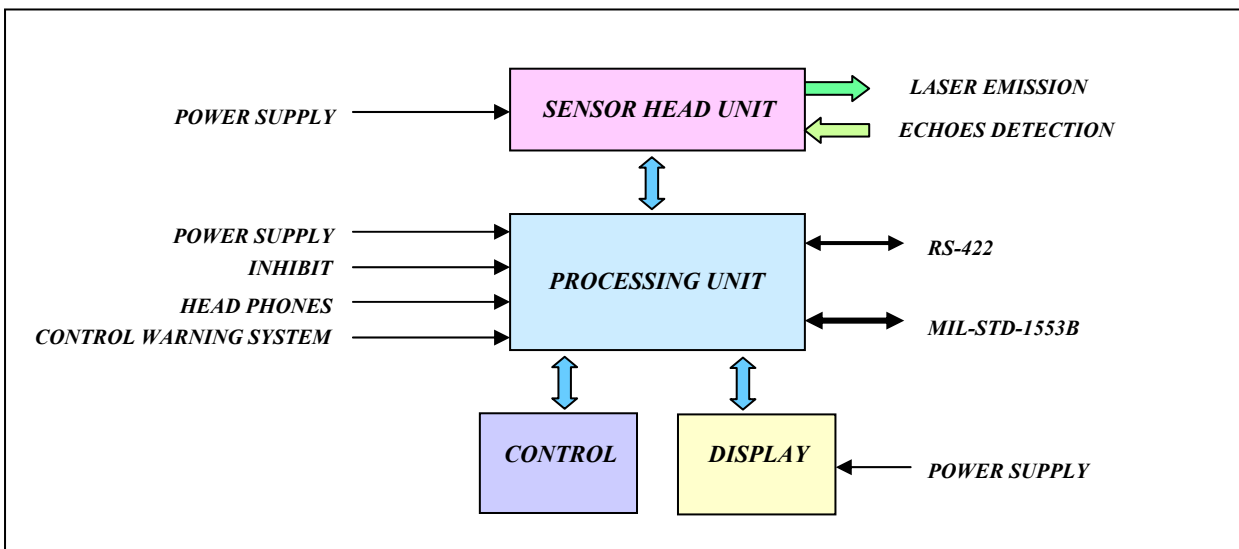 POWER SUPPLY
SENSOR HEAD UNIT
LASER EMISSION
ECHOES DETECTION
POWER SUPPLY
INHIBIT
HEAD PHONES
CONTROL WARNING SYSTEM
PROCESSING UNIT
RS-422
MIL-STD-1553B
CONTROL
DISPLAY
POWER SUPPLY